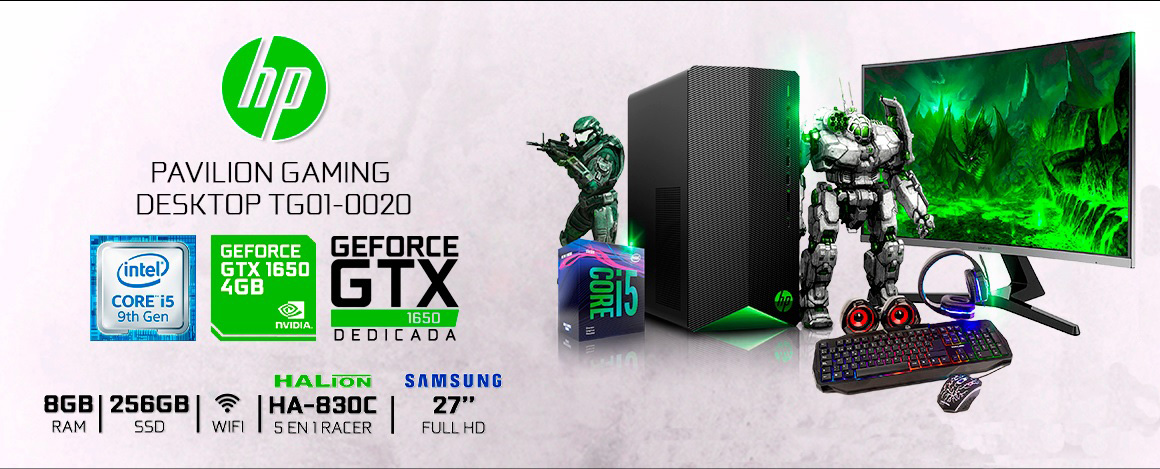 hp
PAVILION GAMING
DESKTOP TG01-0020
intel
CORE i5
9th Gen
GEFORCE
GTX 1650
4GB
NVIDIA.
GEFORCE
GTX
1650
DEDICADA
8GB
RAM
256GB
SSD
WIFI
HALION
HA-830C
5 EN 1 RACER
SAMSUNG
27’’
FULL HD
CORE i5
hp